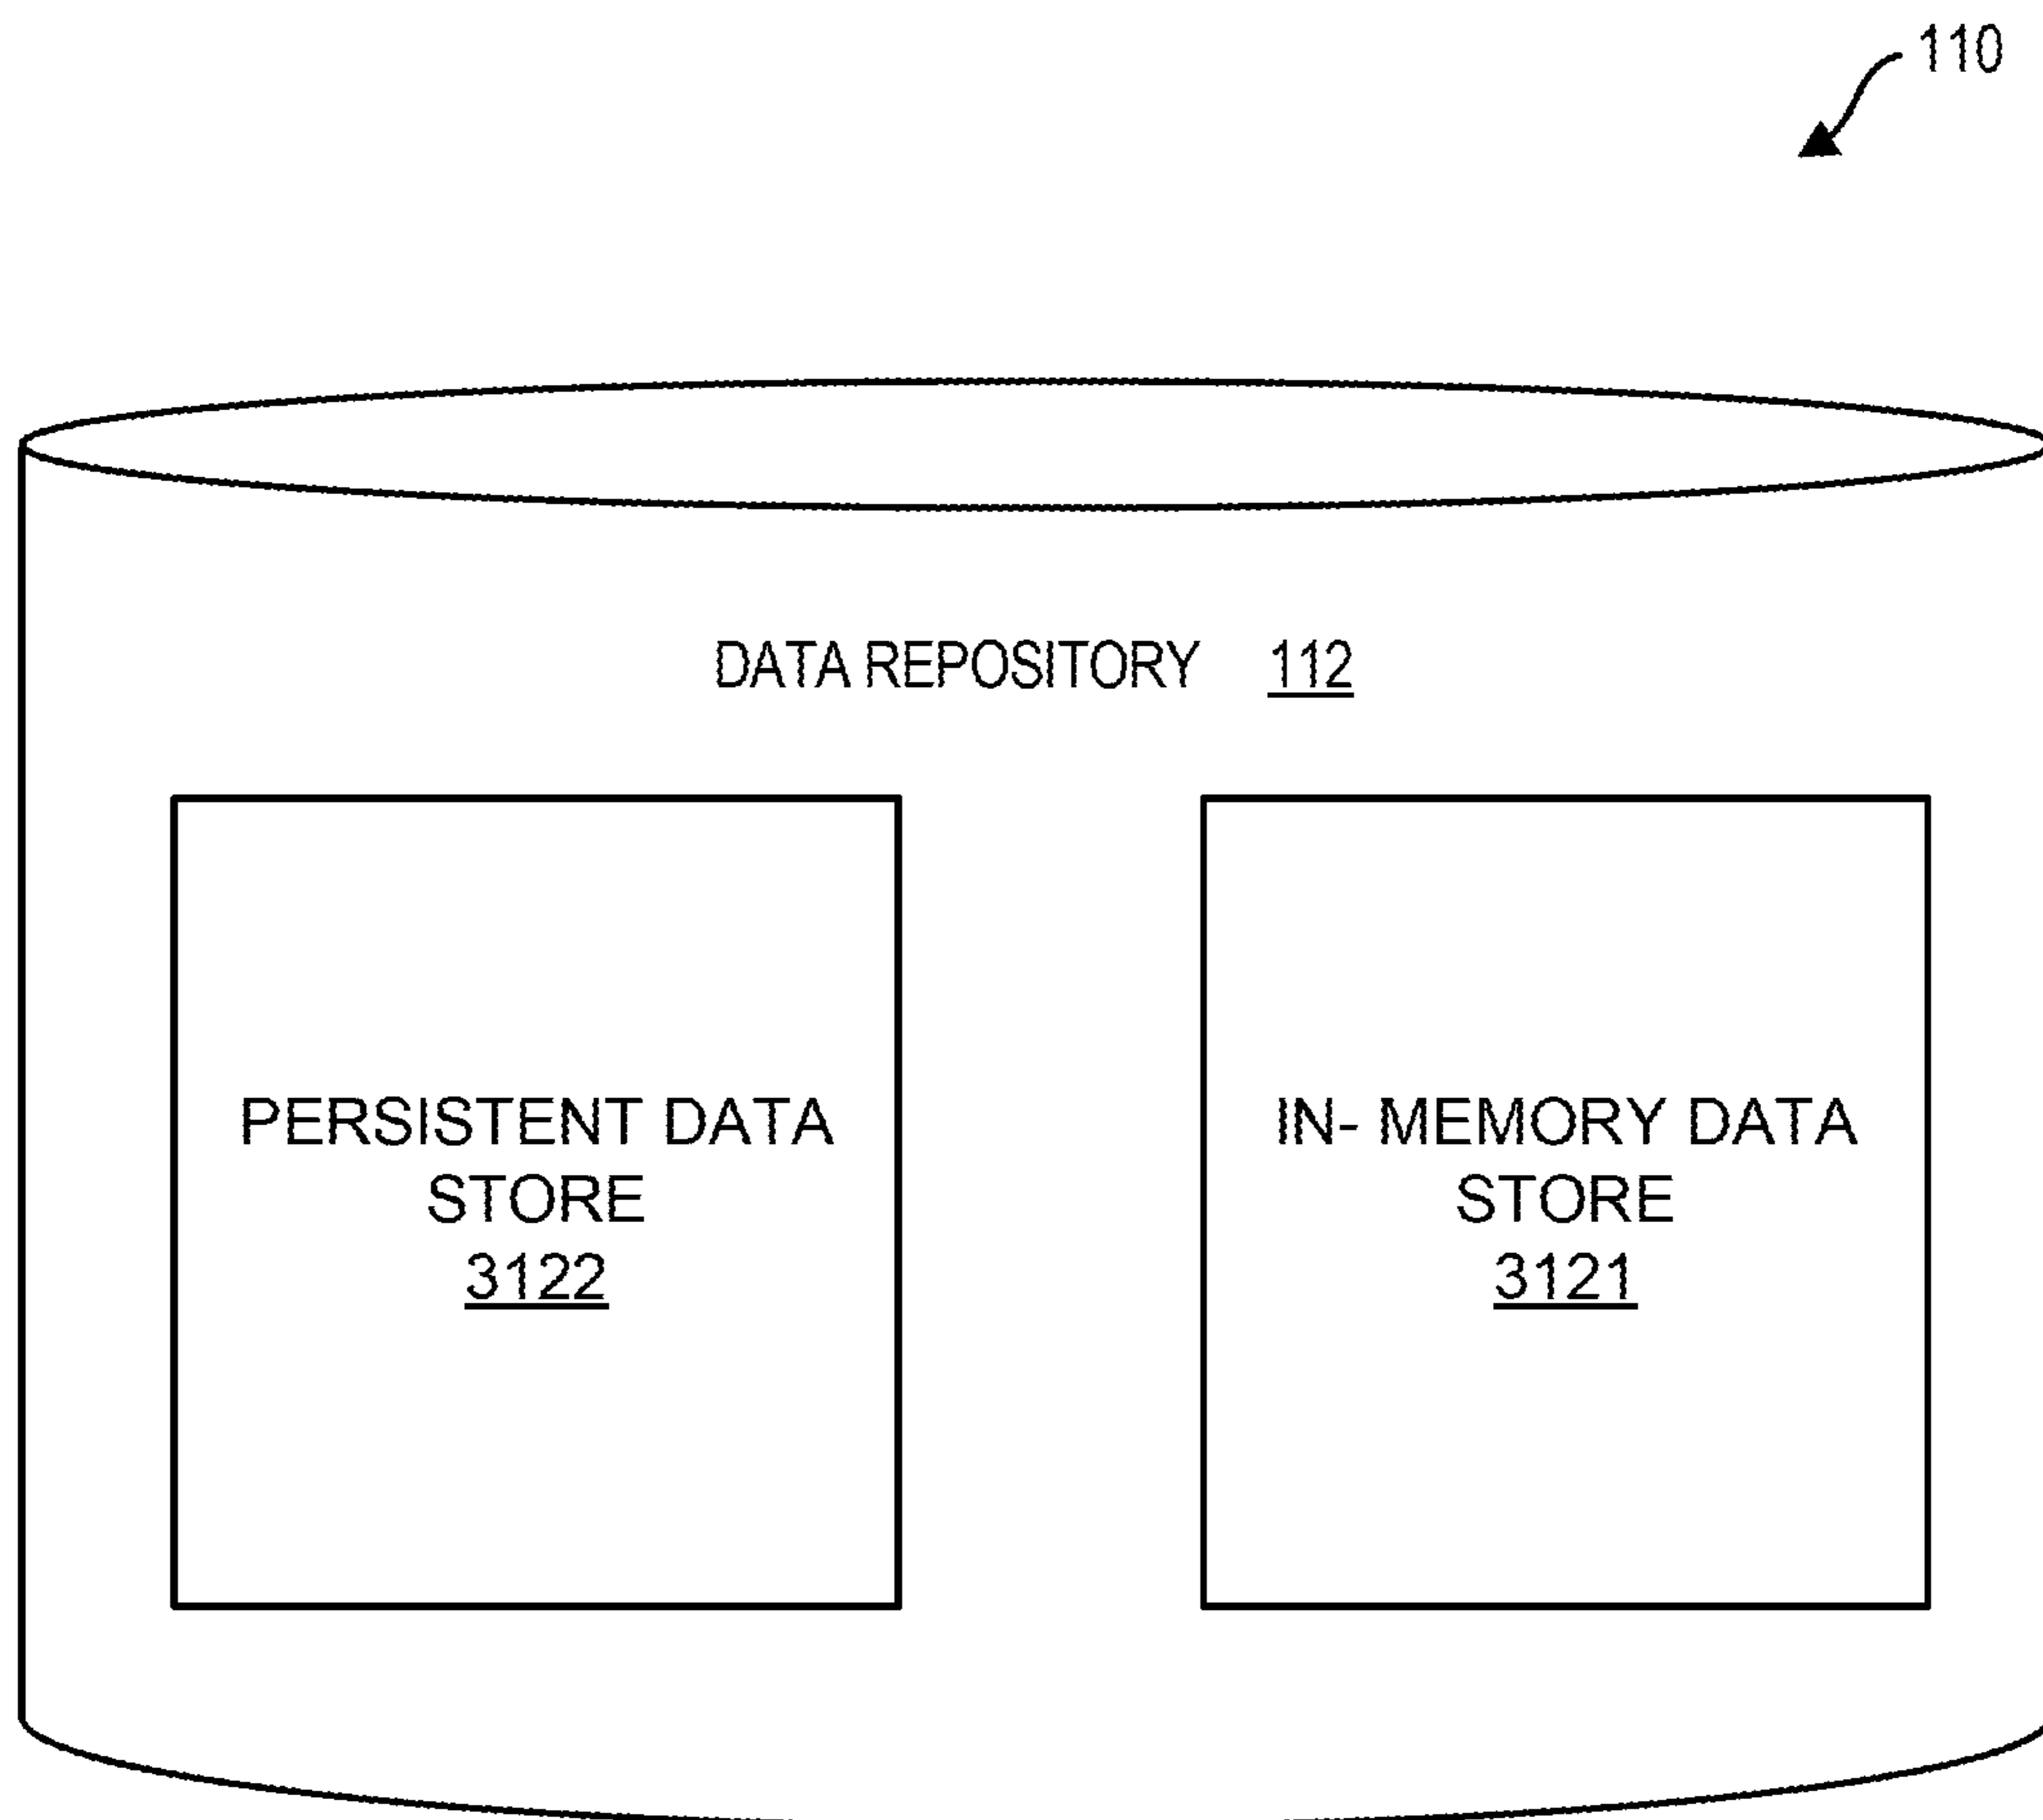 110
DATA REPOSITORY 112
PERSISTENT DATA
STORE
3122
IN- MEMORY DATA
STORE
3121